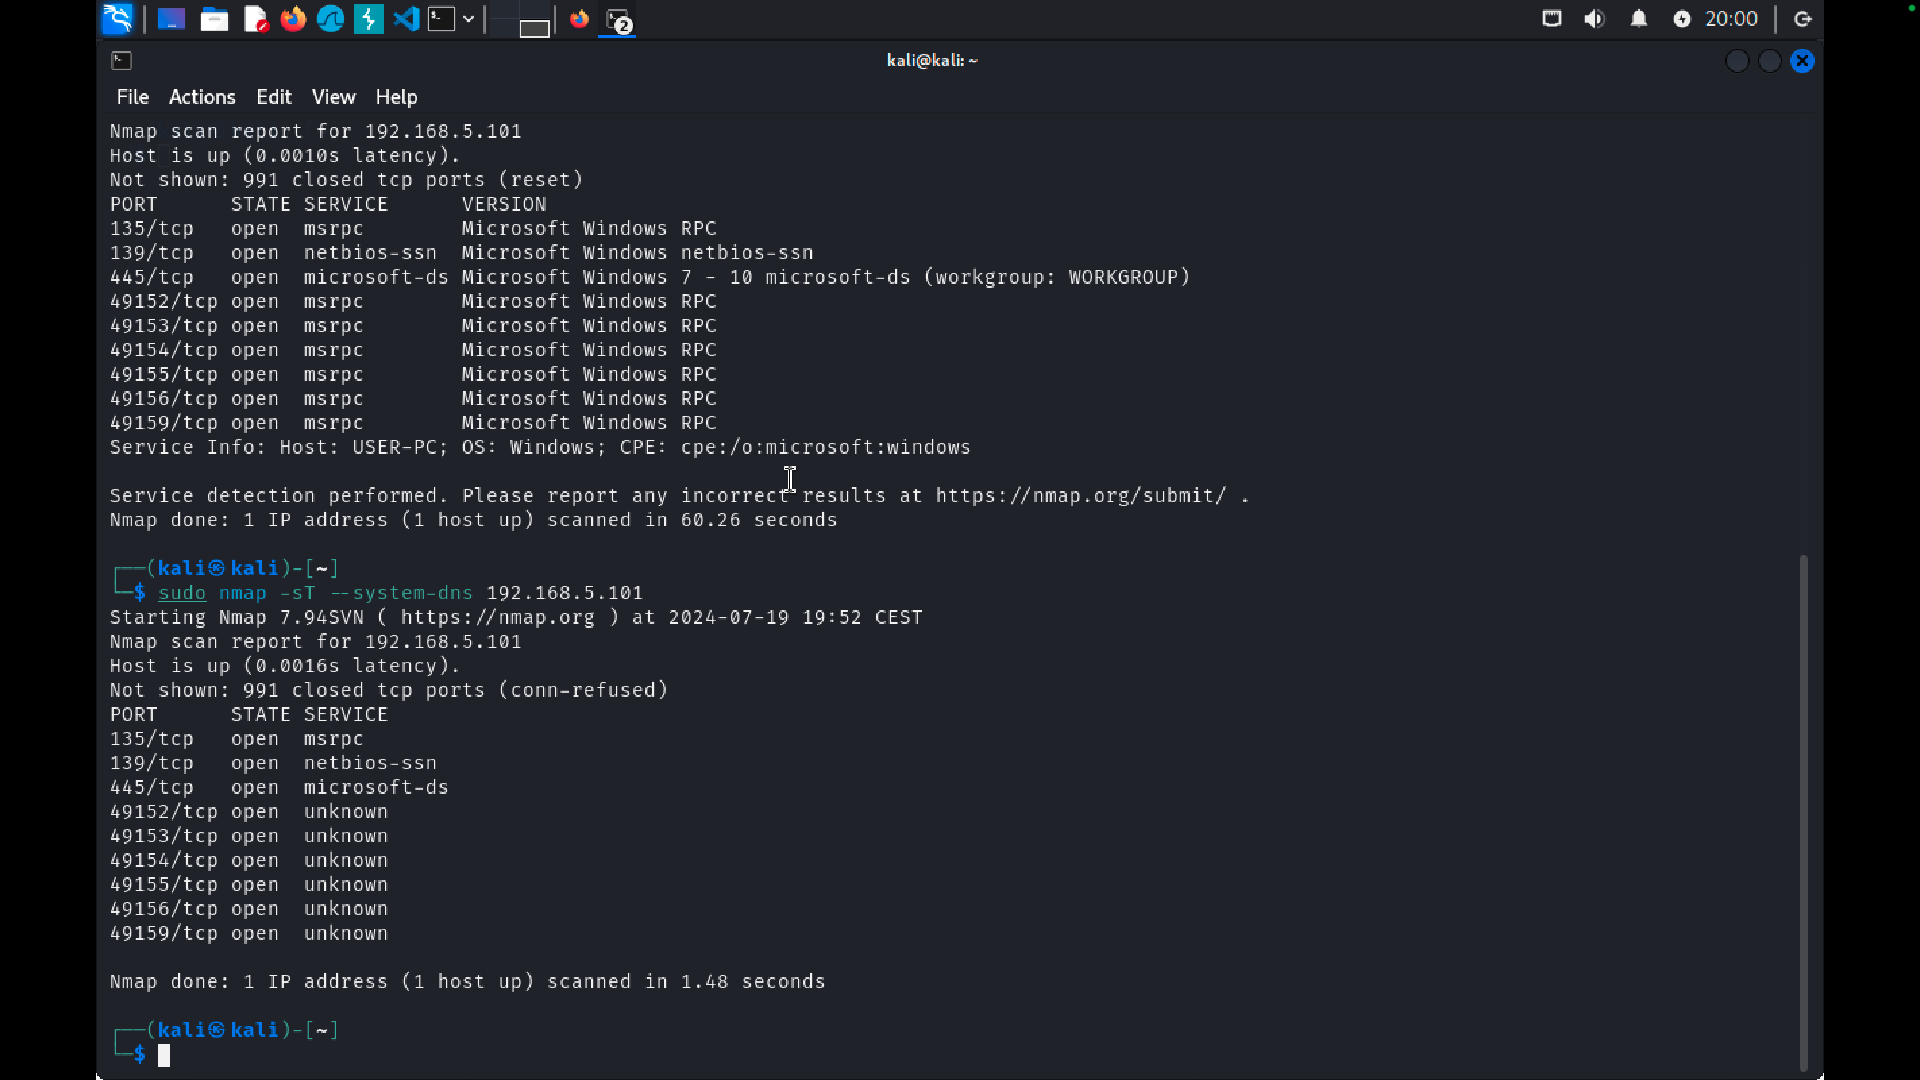 2
20:00
kali@kali: ~
File Actions Edit View Help
Nmap scan report for 192.168.5.101
Host is up (0.0010s latency).
Not shown: 991 closed tcp ports (reset)
PORT      STATE SERVICE      VERSION
135/tcp   open  msrpc        Microsoft Windows RPC
139/tcp   open  netbios-ssn  Microsoft Windows netbios-ssn
445/tcp   open  microsoft-ds Microsoft Windows 7 - 10 microsoft-ds (workgroup: WORKGROUP)
49152/tcp open  msrpc        Microsoft Windows RPC
49153/tcp open  msrpc        Microsoft Windows RPC
49154/tcp open  msrpc        Microsoft Windows RPC
49155/tcp open  msrpc        Microsoft Windows RPC
49156/tcp open  msrpc        Microsoft Windows RPC
49159/tcp open  msrpc        Microsoft Windows RPC
Service Info: Host: USER-PC; OS: Windows; CPE: cpe:/o:microsoft:windows
Service detection performed. Please report any incorrect results at https://nmap.org/submit/ .
Nmap done: 1 IP address (1 host up) scanned in 60.26 seconds
┌──(kali㉿kali)-[~]
└─$ sudo nmap -sT --system-dns 192.168.5.101
Starting Nmap 7.94SVN ( https://nmap.org ) at 2024-07-19 19:52 CEST
Nmap scan report for 192.168.5.101
Host is up (0.0016s latency).
Not shown: 991 closed tcp ports (conn-refused)
PORT      STATE SERVICE
135/tcp   open  msrpc
139/tcp   open  netbios-ssn
445/tcp   open  microsoft-ds
49152/tcp open  unknown
49153/tcp open  unknown
49154/tcp open  unknown
49155/tcp open  unknown
49156/tcp open  unknown
49159/tcp open  unknown
Nmap done: 1 IP address (1 host up) scanned in 1.48 seconds
┌──(kali㉿kali)-[~]
└─$